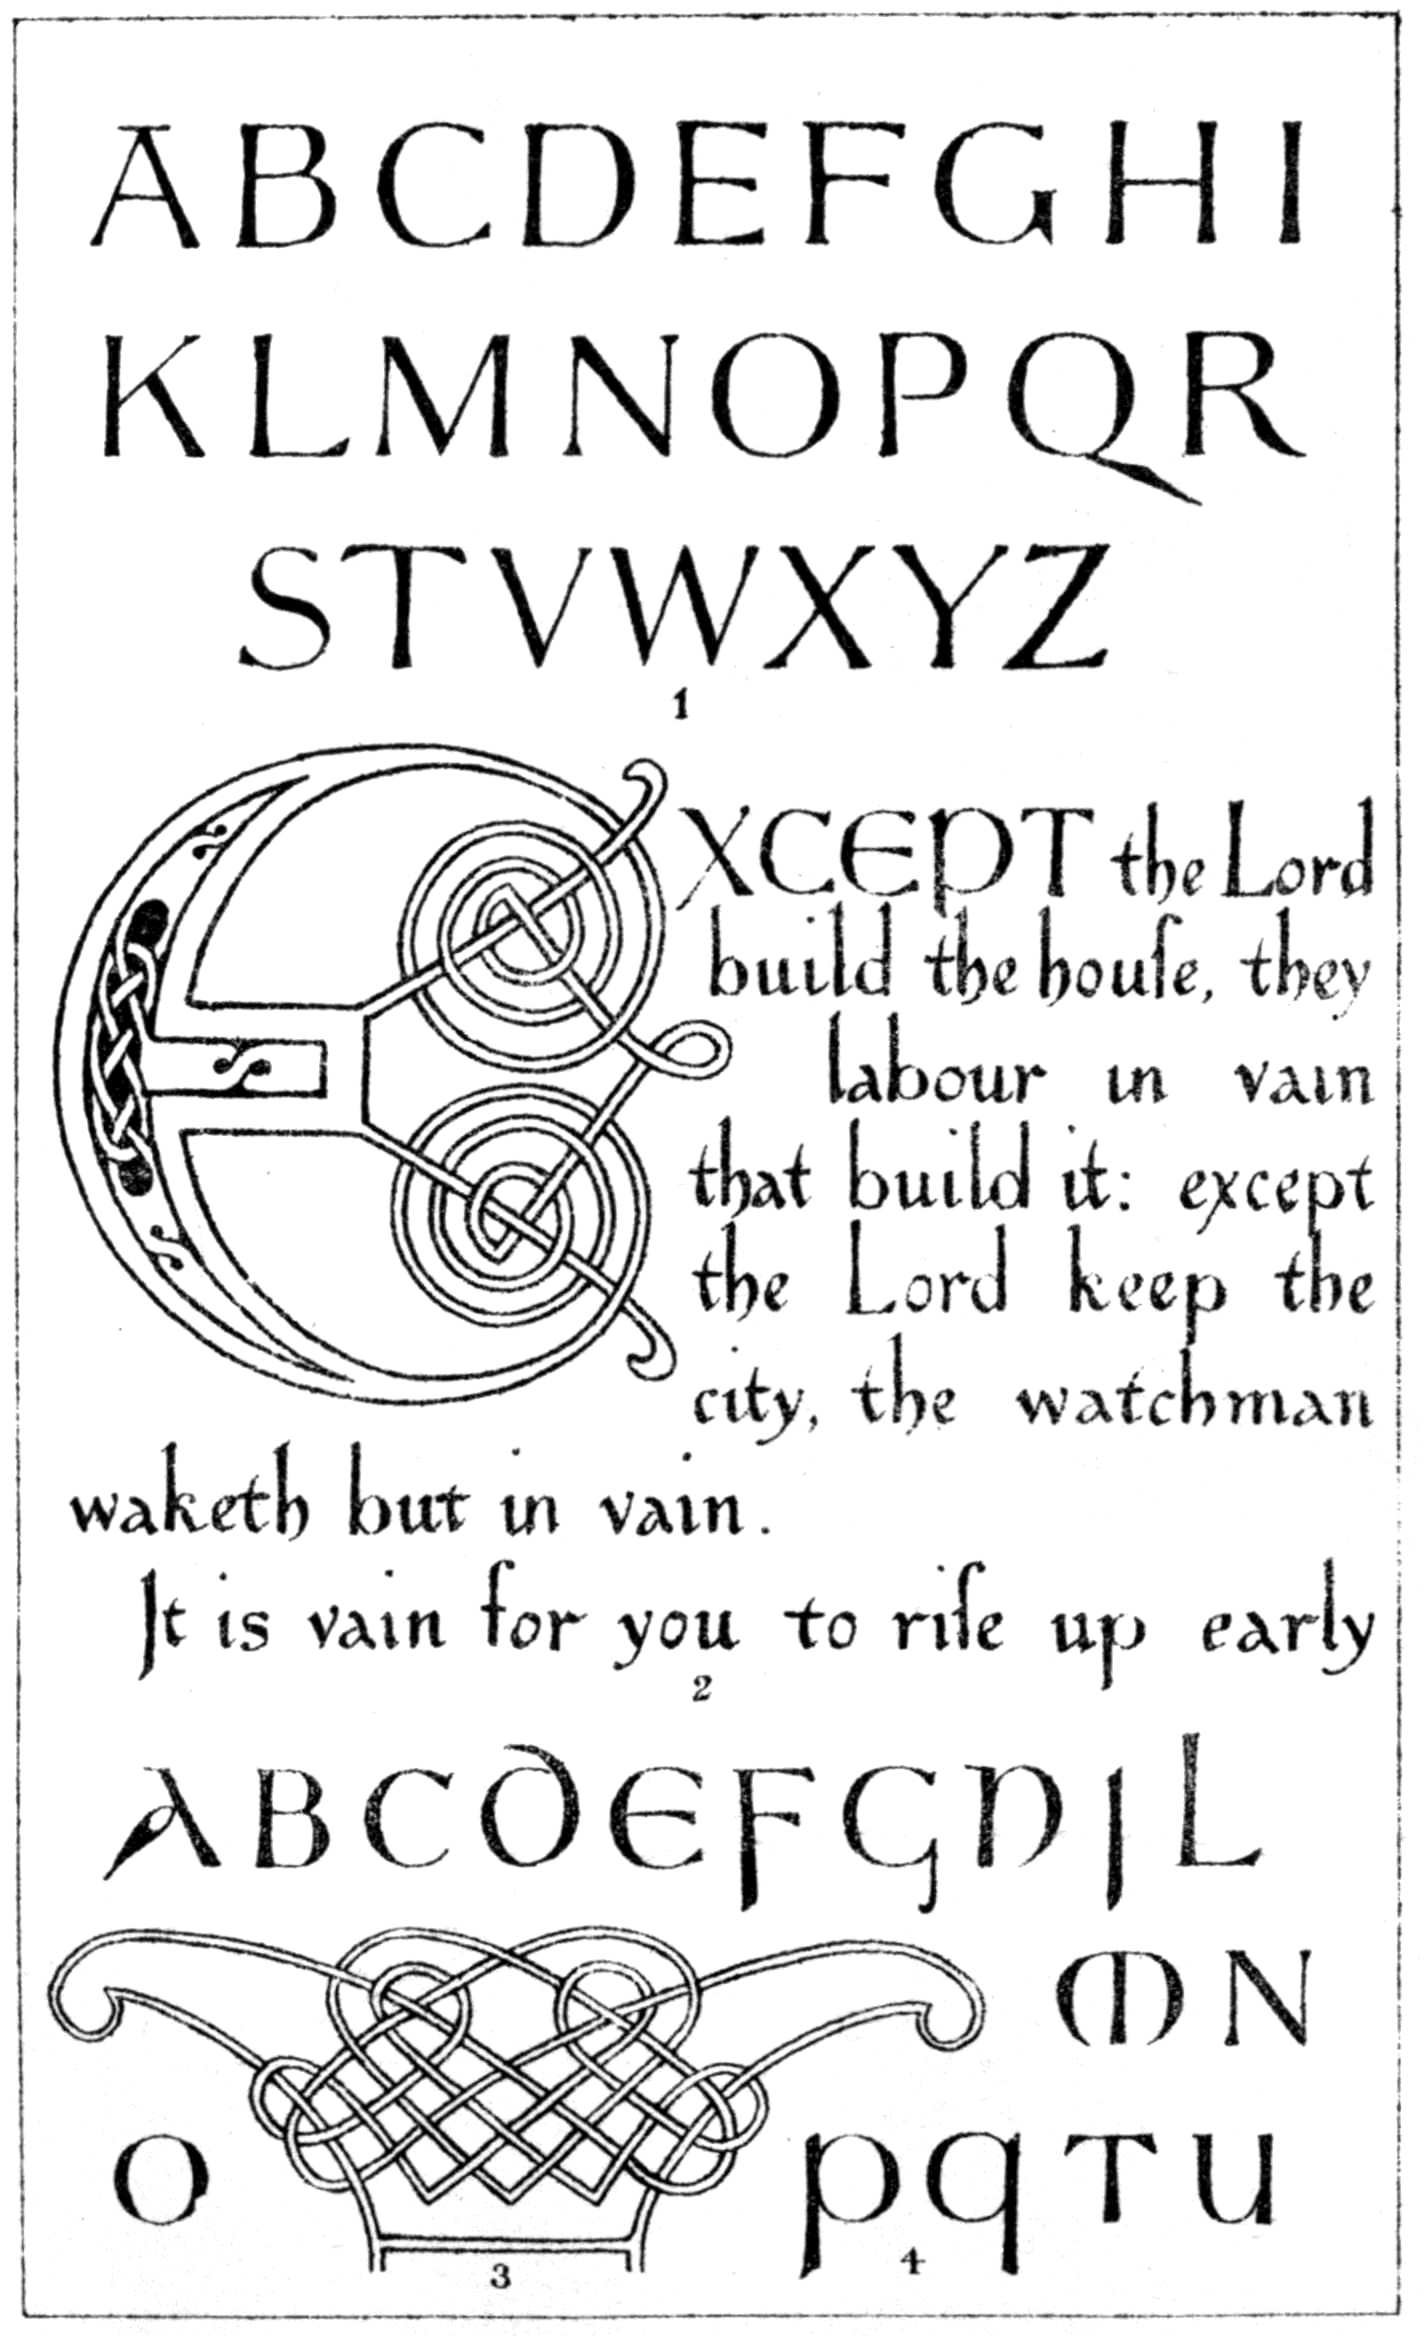 ABCDEFGHI
KLMNOPQR
STVWXYZ
1
EXCEPT the Lord
build the houſe, they
labour in vain
that build it: except
the Lord keep the
city, the watchman
waketh but in vain.
It is vain for you to riſe up early
2
ABCDEFGHIL
MN
O pqTU
3 4